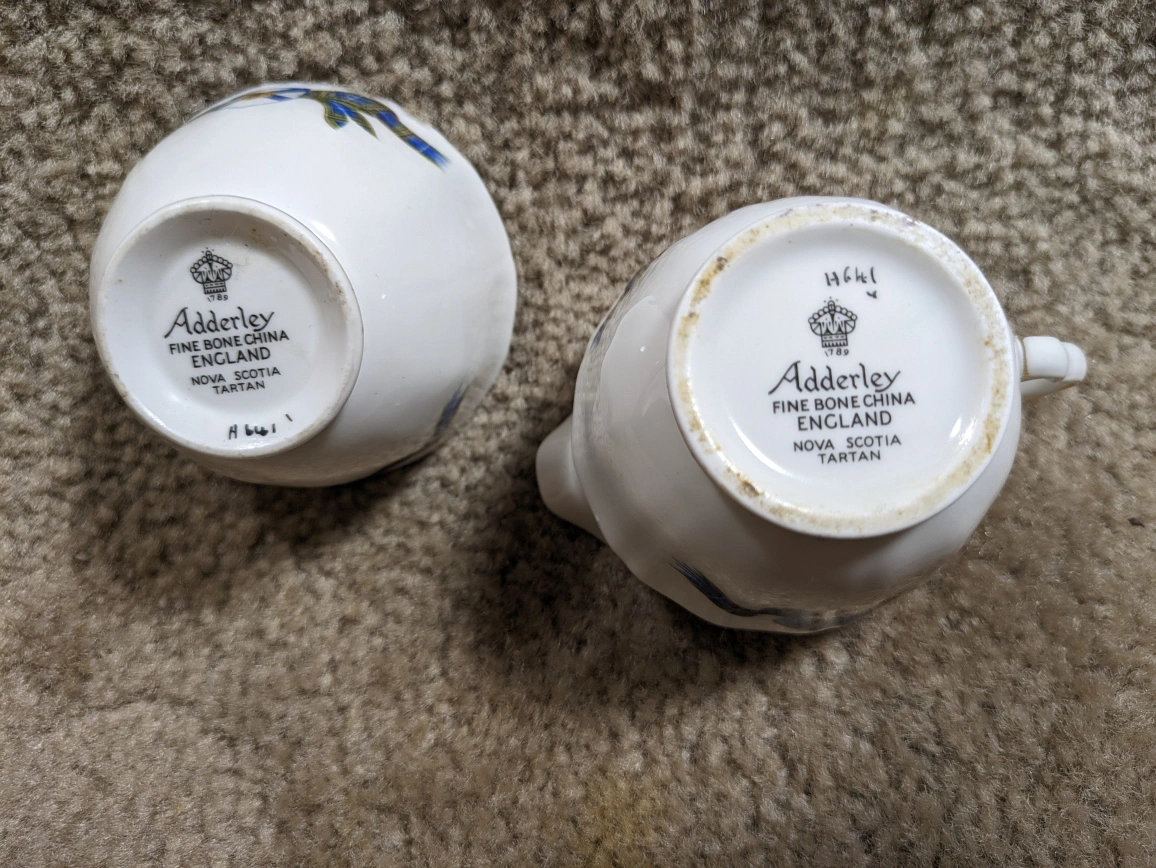 1789
Adderley
FINE BONE CHINA
ENGLAND
NOVA SCOTIA
TARTAN
H641
H641
1789
Adderley
FINE BONE CHINA
ENGLAND
NOVA SCOTIA
TARTAN